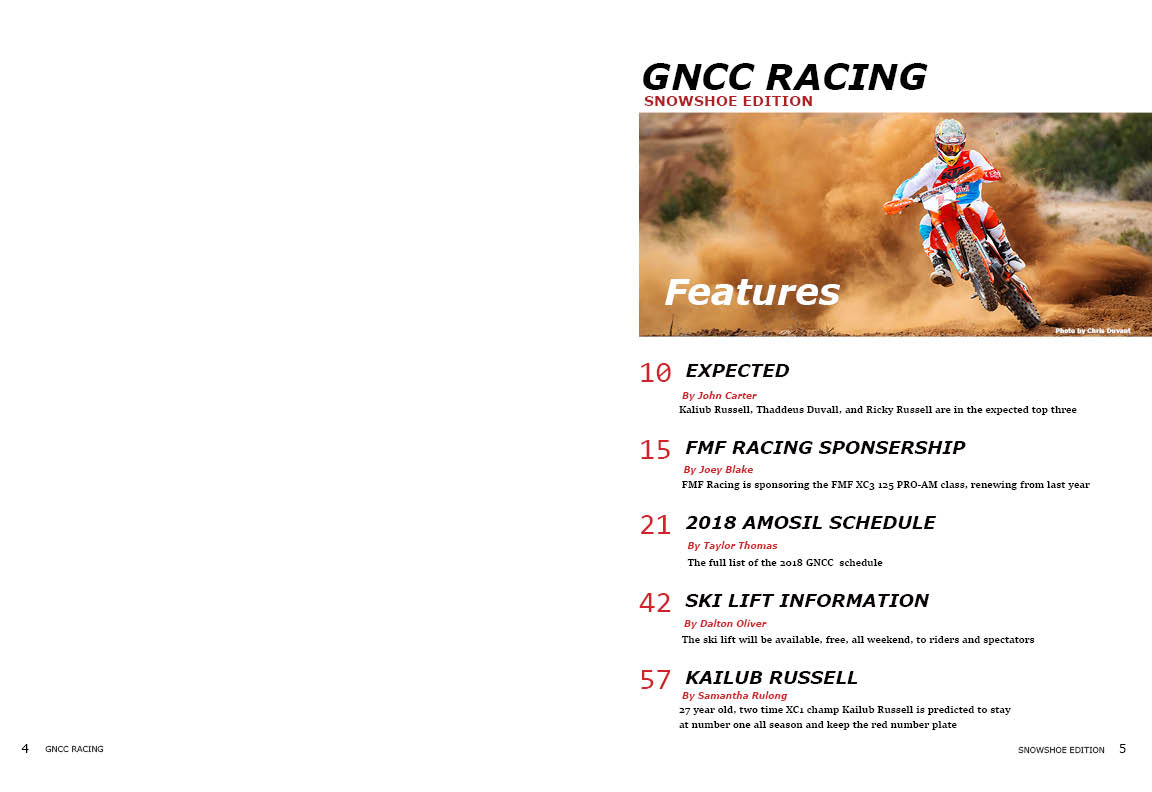 GNCC RACING
SNOWSHOE EDITION
KTM
Features
Photo by Chris Duvant
10 EXPECTED
By John Carter
Kaliub Russell, Thaddeus Duvall, and Ricky Russell are in the expected top three
15 FMF RACING SPONSERSHIP
By Joey Blake
FMF Racing is sponsoring the FMF XC3 125 PRO-AM class, renewing from last year
21 2018 AMOSIL SCHEDULE
By Taylor Thomas
The full list of the 2018 GNCC  schedule
42 SKI LIFT INFORMATION
By Dalton Oliver
The ski lift will be available, free, all weekend, to riders and spectators
57 KAILUB RUSSELL
By Samantha Rulong
27 year old, two time XC1 champ Kailub Russell is predicted to stay
at number one all season and keep the red number plate
4 GNCC RACING
SNOWSHOE EDITION 5